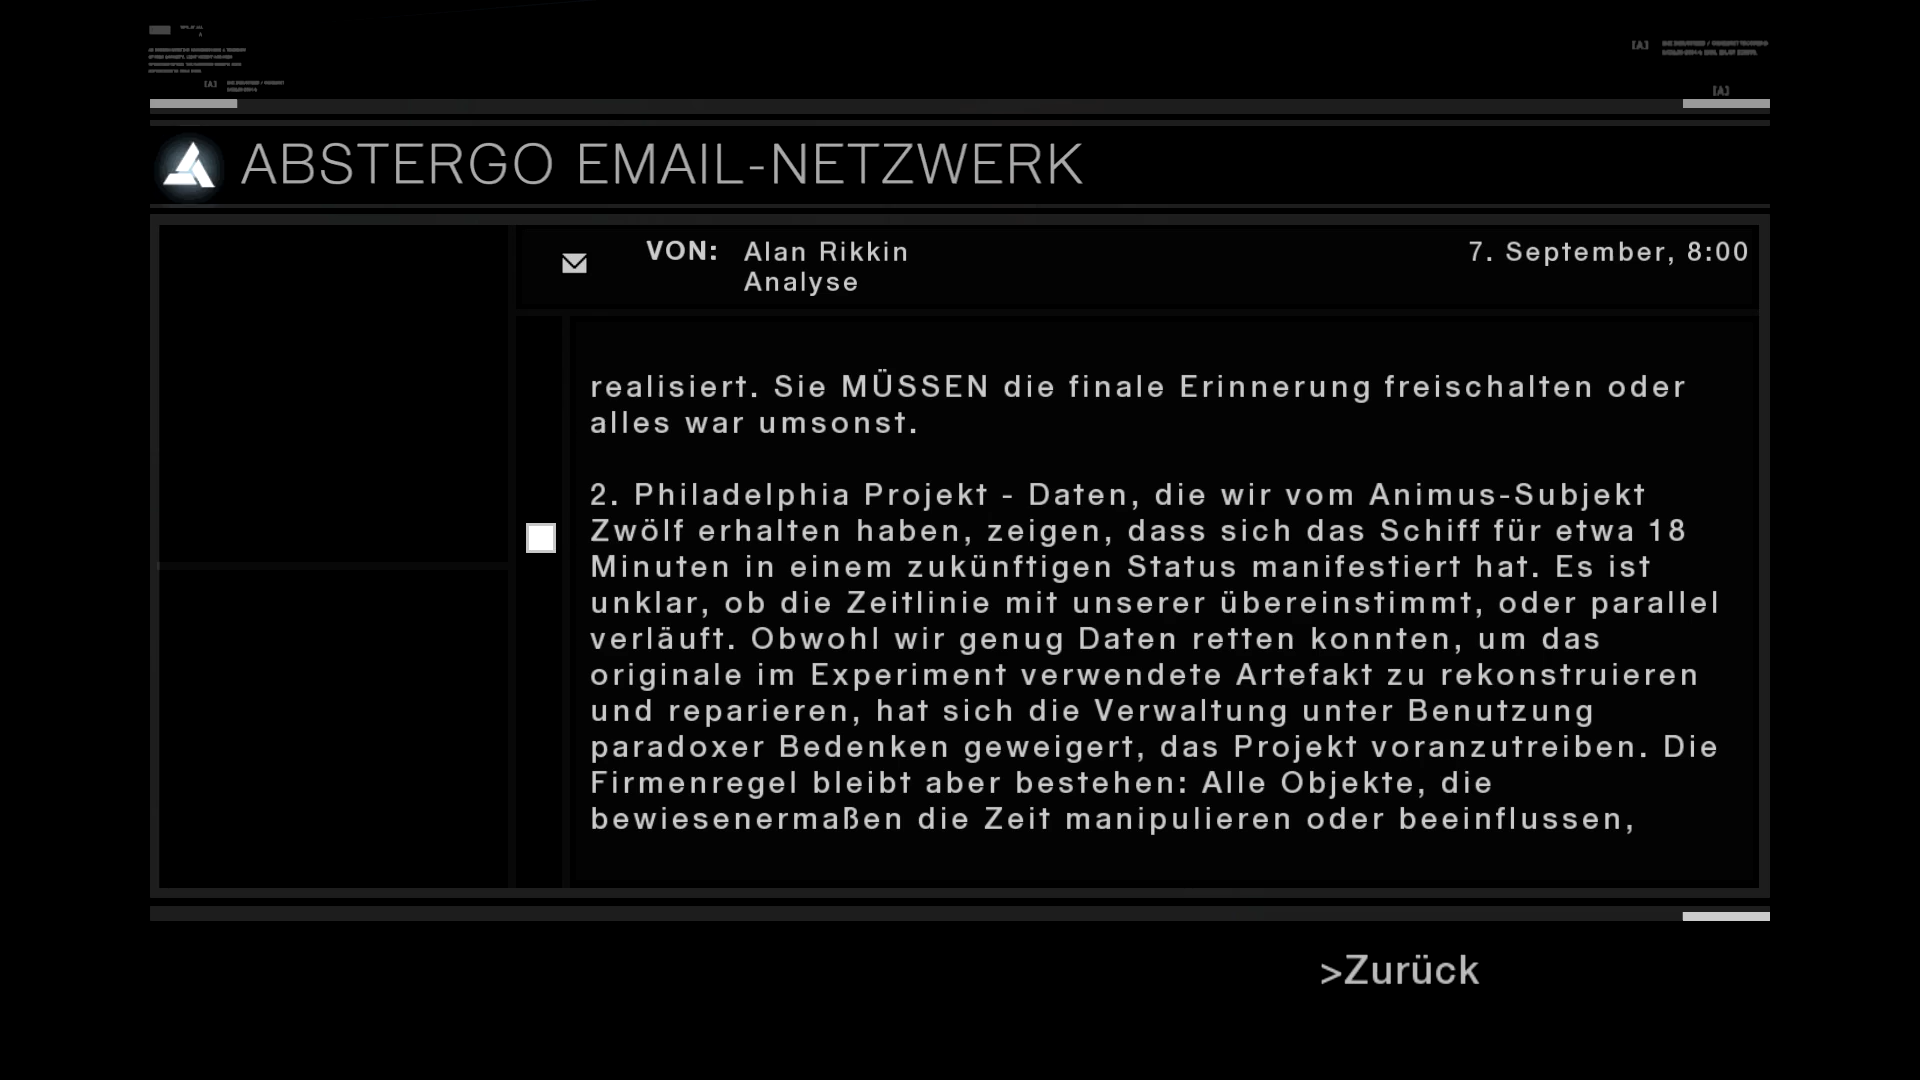 ABSTERGO EMAIL-NETZWERK
VON: Alan Rikkin 7. September, 8:00
Analyse
realisiert. Sie MÜSSEN die finale Erinnerung freischalten oder
alles war umsonst.
2. Philadelphia Projekt - Daten, die wir vom Animus-Subjekt
Zwölf erhalten haben, zeigen, dass sich das Schiff für etwa 18
Minuten in einem zukünftigen Status manifestiert hat. Es ist
unklar, ob die Zeitlinie mit unserer übereinstimmt, oder parallel
verläuft. Obwohl wir genug Daten retten konnten, um das
originale im Experiment verwendete Artefakt zu rekonstruieren
und reparieren, hat sich die Verwaltung unter Benutzung
paradoxer Bedenken geweigert, das Projekt voranzutreiben. Die
Firmenregel bleibt aber bestehen: Alle Objekte, die
bewiesenermaßen die Zeit manipulieren oder beeinflussen,
>Zurück